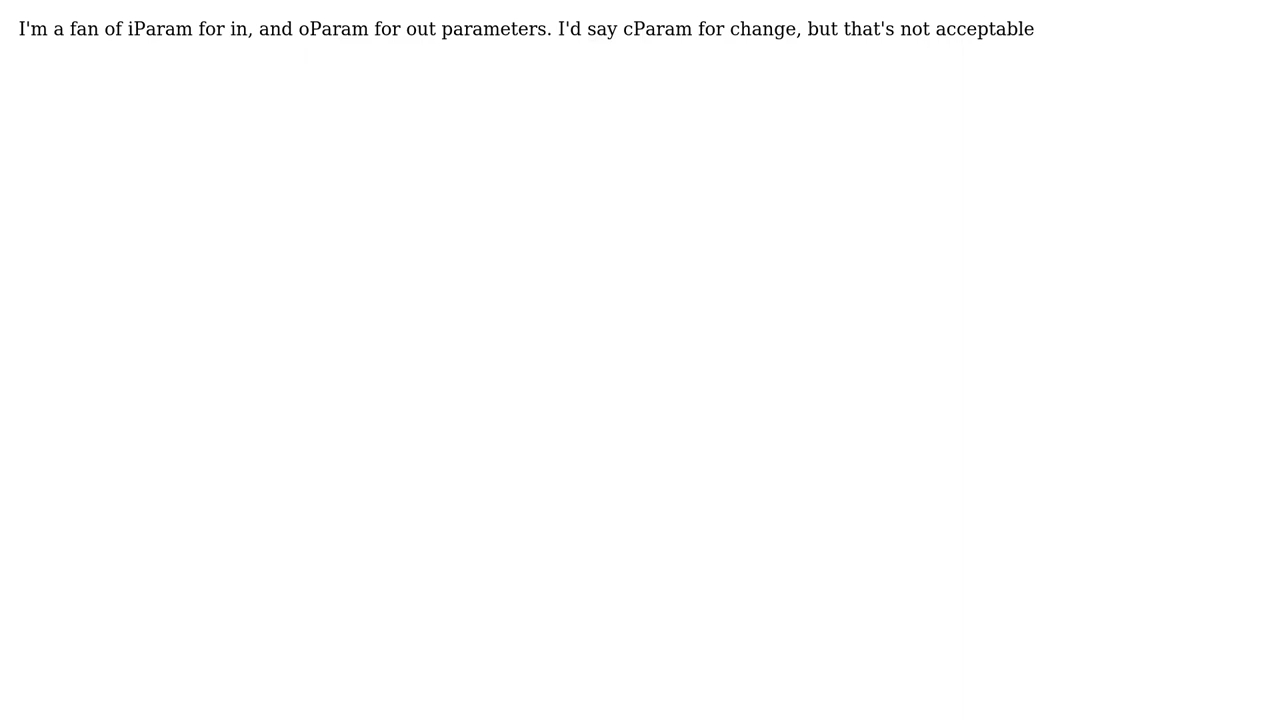 I'm a fan of iParam for in, and oParam for out parameters. I'd say cParam for change, but that's not acceptable